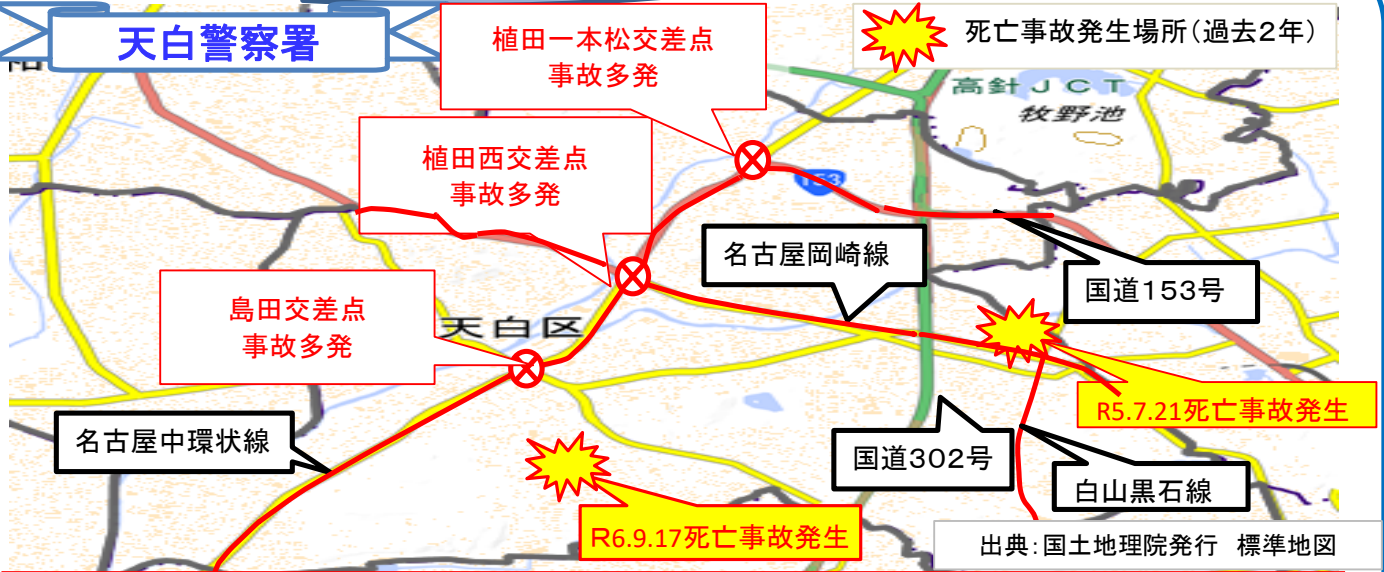 天白警察署
植田一本松交差点
事故多発
死亡事故発生場所(過去2年)
高針JCT
牧野池
植田西交差点
事故多発
153
名古屋岡崎線
国道153号
島田交差点
事故多発
天白区
R5.7.21死亡事故発生
名古屋中環状線
国道302号
白山黒石線
R6.9.17死亡事故発生
出典:国土地理院発行 標準地図